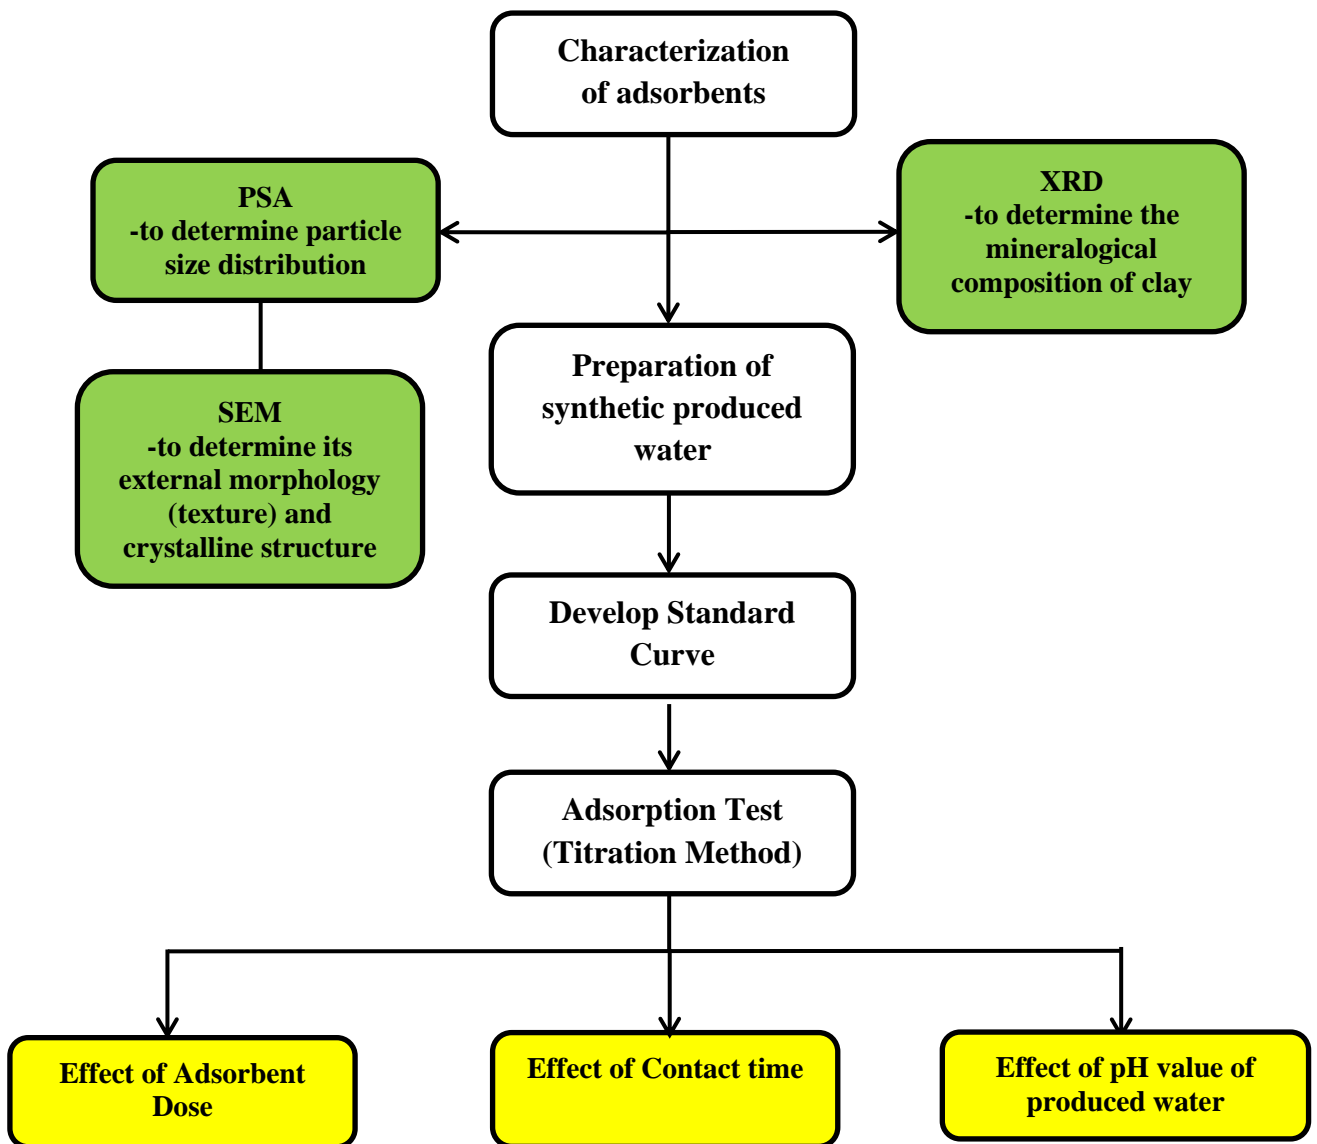 Characterization
of adsorbents
PSA
-to determine particle
size distribution
XRD
-to determine the
mineralogical
composition of clay
SEM
-to determine its
external morphology
(texture) and
crystalline structure
Preparation of
synthetic produced
water
Develop Standard
Curve
Adsorption Test
(Titration Method)
Effect of Adsorbent
Dose
Effect of Contact time
Effect of pH value of
produced water